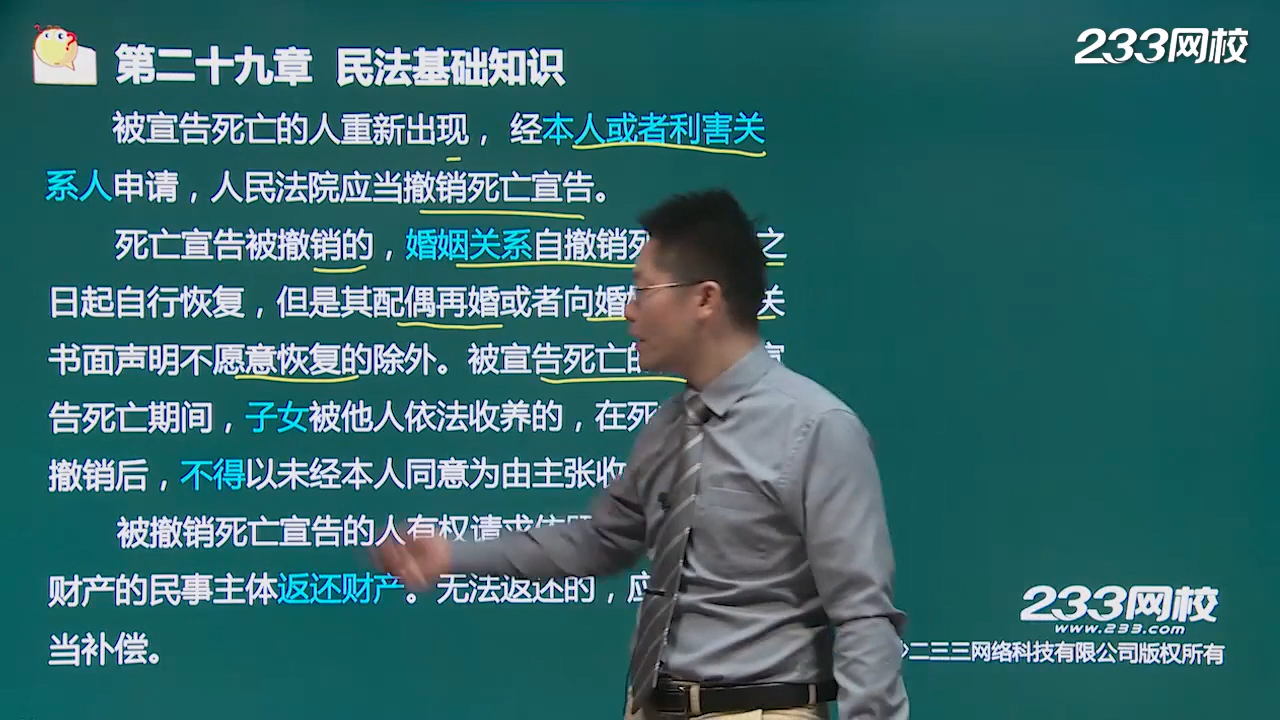 233网校
第二十九章 民法基础知识
被宣告死亡的人重新出现，经本人或者利害关
系人申请，人民法院应当撤销死亡宣告。
死亡宣告被撤销的，婚姻关系自撤销死 之
日起自行恢复，但是其配偶再婚或者向婚 关
书面声明不愿意恢复的除外。被宣告死亡的
告死亡期间，子女被他人依法收养的，在死
撤销后，不得以未经本人同意为由主张收
被撤销死亡宣告的人有权请求依
财产的民事主体返还财产。无法返还的，应
当补偿。
233网校
www.233.com
二三三网络科技有限公司版权所有